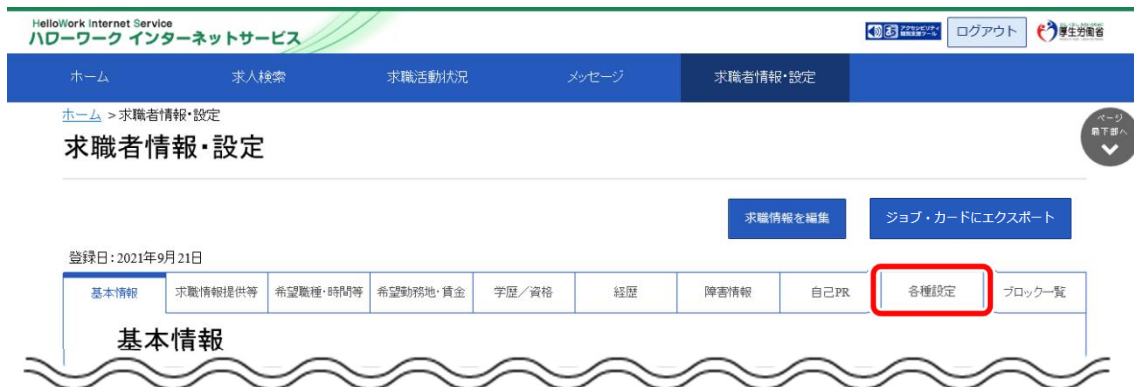 HelloWork Internet Service
ハローワーク インターネットサービス
ログアウト
厚生労働省
ホーム
求人検索
求職活動状況
メッセージ
求職者情報・設定
ホーム >求職者情報・設定
ページ
最下部へ
求職者情報・設定
求職情報を編集
ジョブ・カードにエクスポート
登録日:2021年9月21日
基本情報
求職情報提供等
希望職種・時間等
希望勤務地・賃金
学歴/資格
経歴
障害情報
自己PR
各種設定
ブロック一覧
基本情報